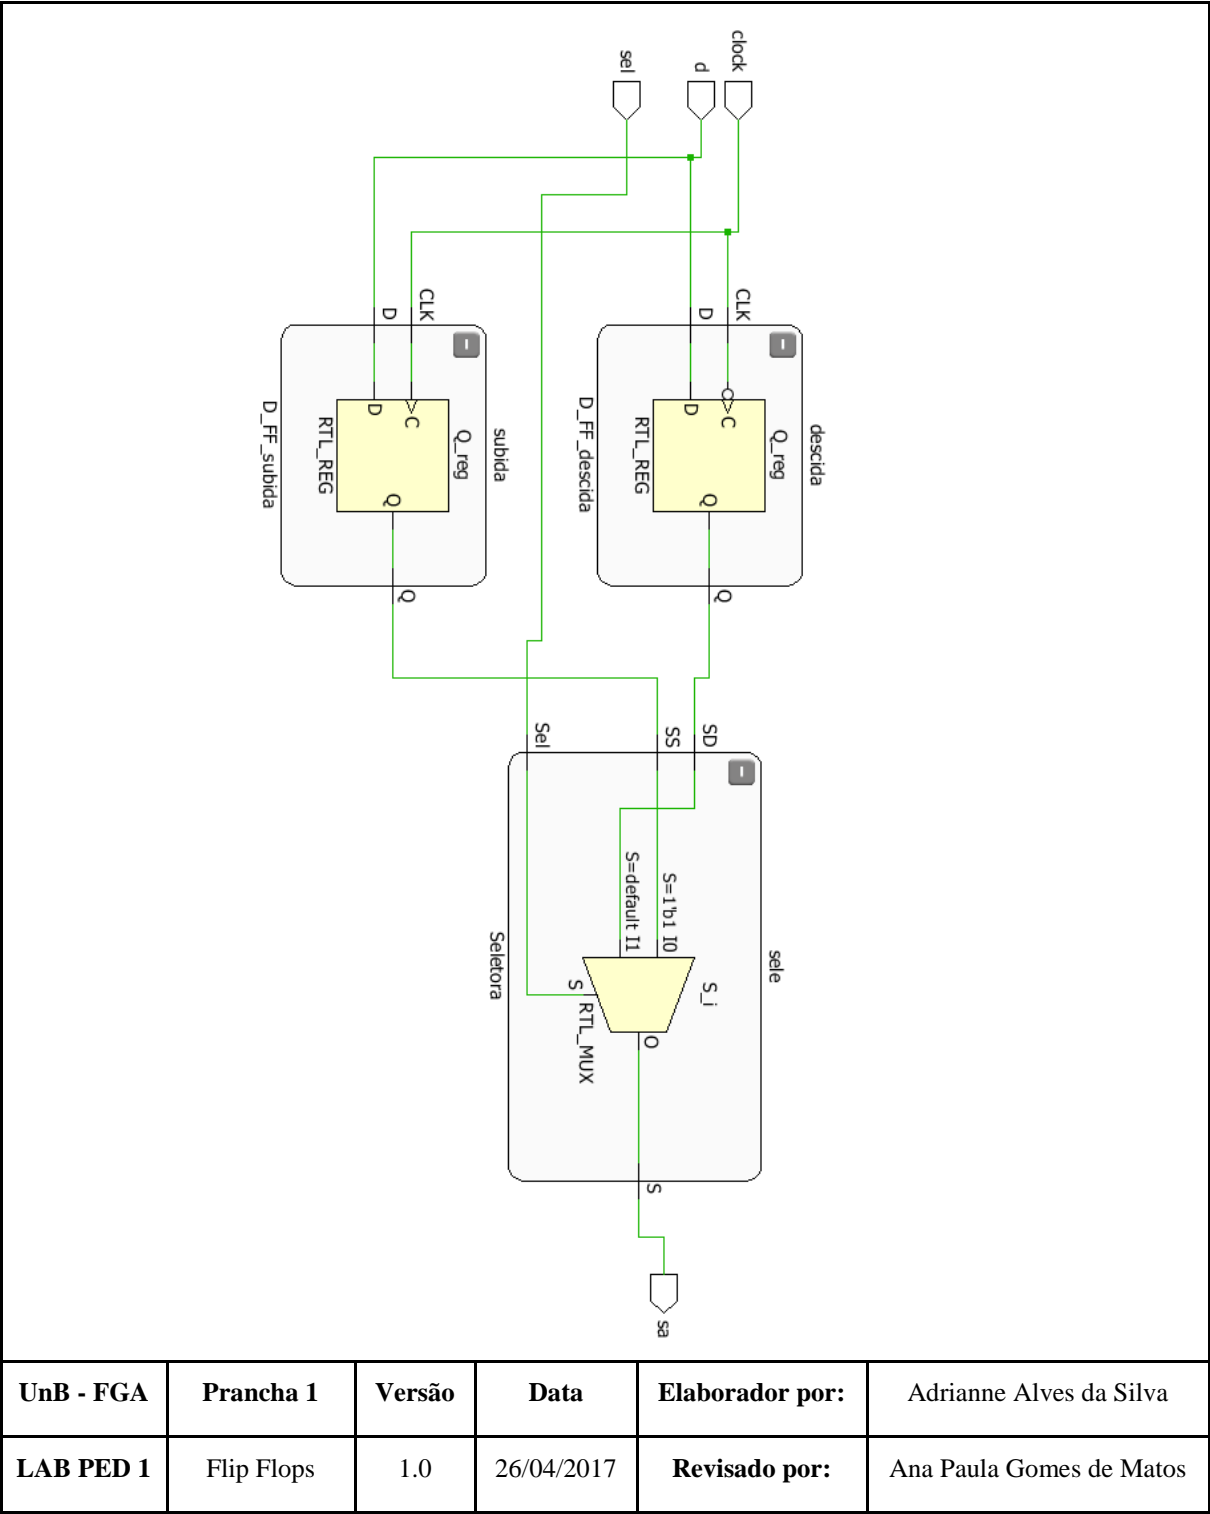 clock
d
sel
CLK
D
descida
Q_reg
C
D
Q
RTL_REG
D_FF_descida
Q
CLK
D
subida
Q_reg
C
D
Q
RTL_REG
D_FF_subida
Q
SD
SS
Sel
sele
S=1'b1 I0
S=default I1
S_i
S
O
RTL_MUX
Seletora
S
sa
UnB - FGA Prancha 1 Versão Data Elaborador por: Adrianne Alves da Silva
LAB PED 1 Flip Flops 1.0 26/04/2017 Revisado por: Ana Paula Gomes de Matos